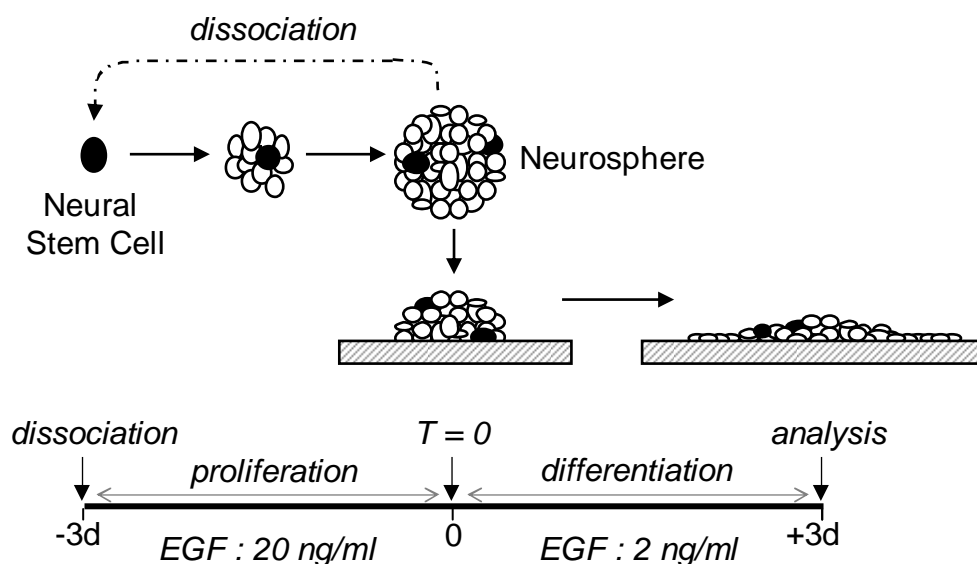 dissociation
Neurosphere
Neural
Stem Cell
dissociation
T = 0
analysis
proliferation
differentiation
-3d
0
+3d
EGF : 20 ng/ml
EGF : 2 ng/ml